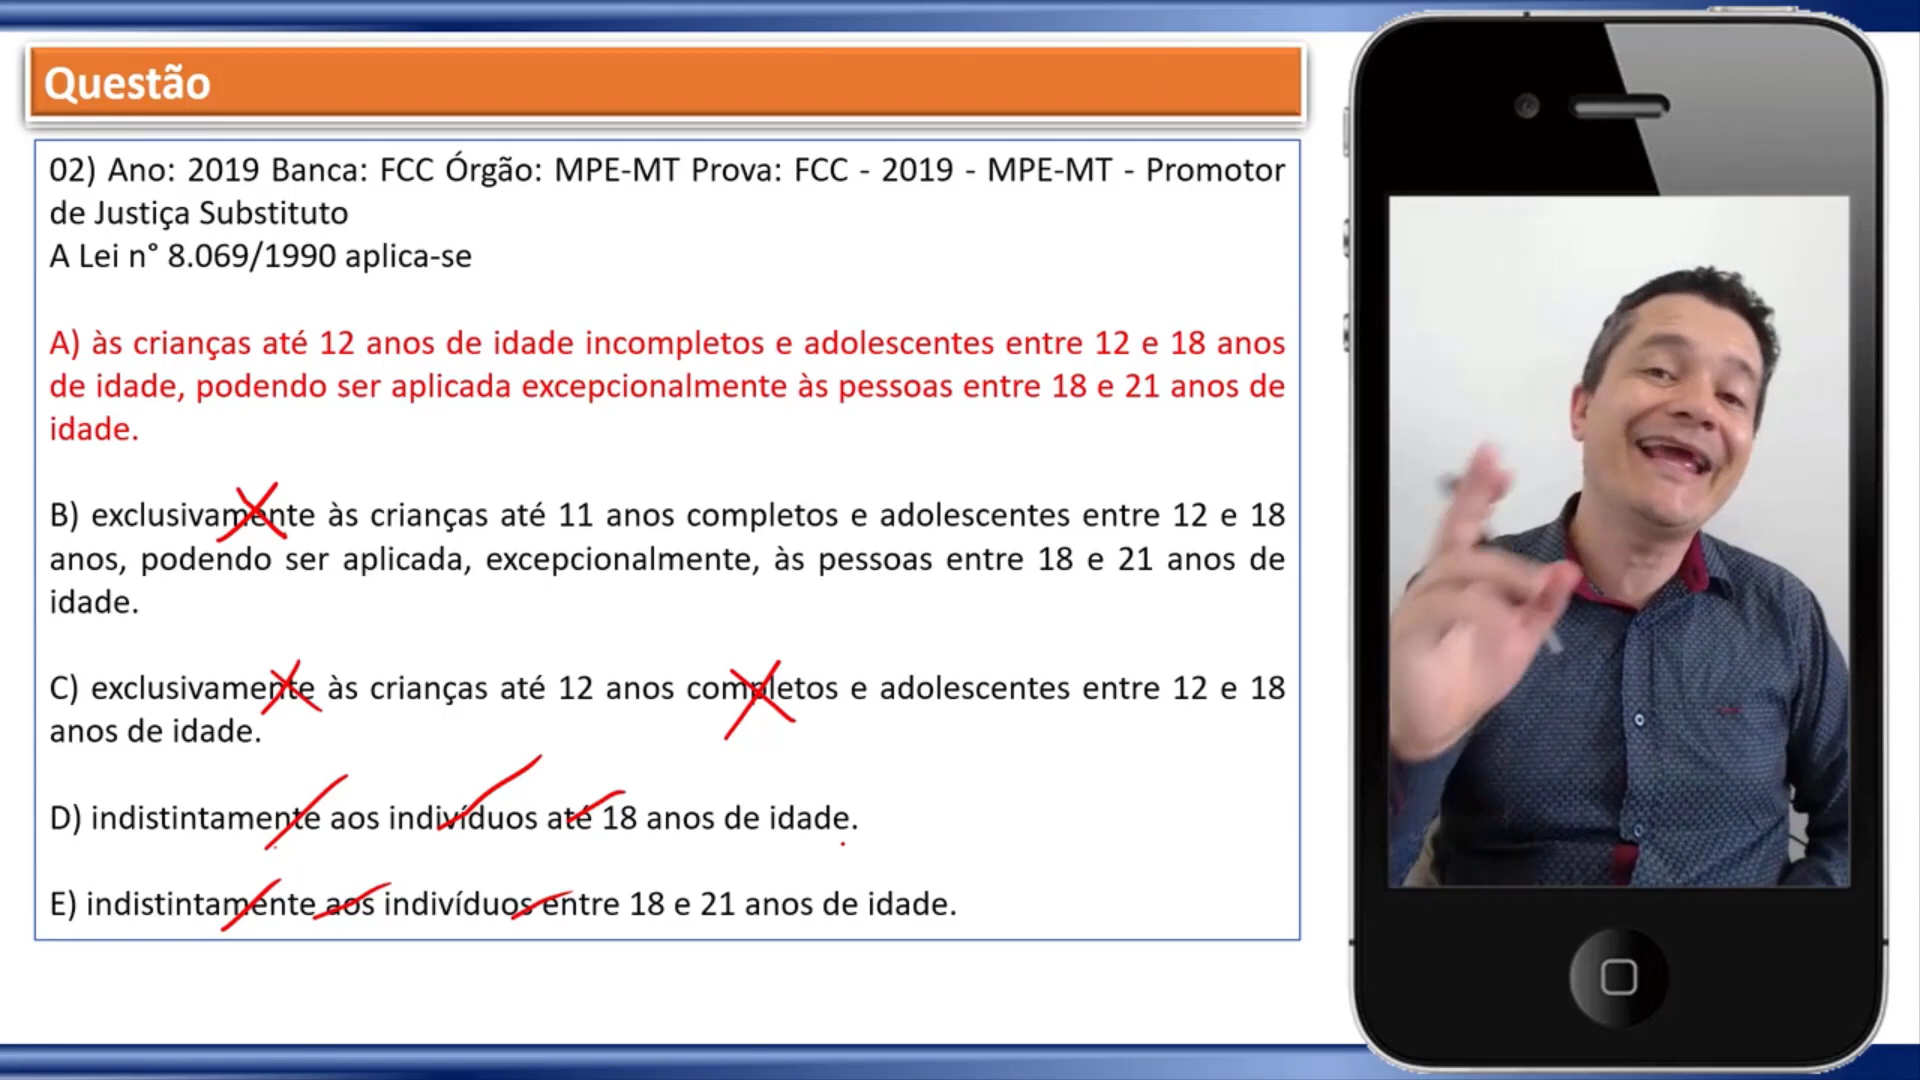 Questão
02) Ano: 2019 Banca: FCC Órgão: MPE-MT Prova: FCC - 2019 - MPE-MT - Promotor
de Justiça Substituto
A Lei n° 8.069/1990 aplica-se
A) às crianças até 12 anos de idade incompletos e adolescentes entre 12 e 18 anos
de idade, podendo ser aplicada excepcionalmente às pessoas entre 18 e 21 anos de
idade.
B) exclusivamente às crianças até 11 anos completos e adolescentes entre 12 e 18
anos, podendo ser aplicada, excepcionalmente, às pessoas entre 18 e 21 anos de
idade.
C) exclusivamente às crianças até 12 anos completos e adolescentes entre 12 e 18
anos de idade.
D) indistintamente aos indivíduos até 18 anos de idade.
E) indistintamente aos indivíduos entre 18 e 21 anos de idade.